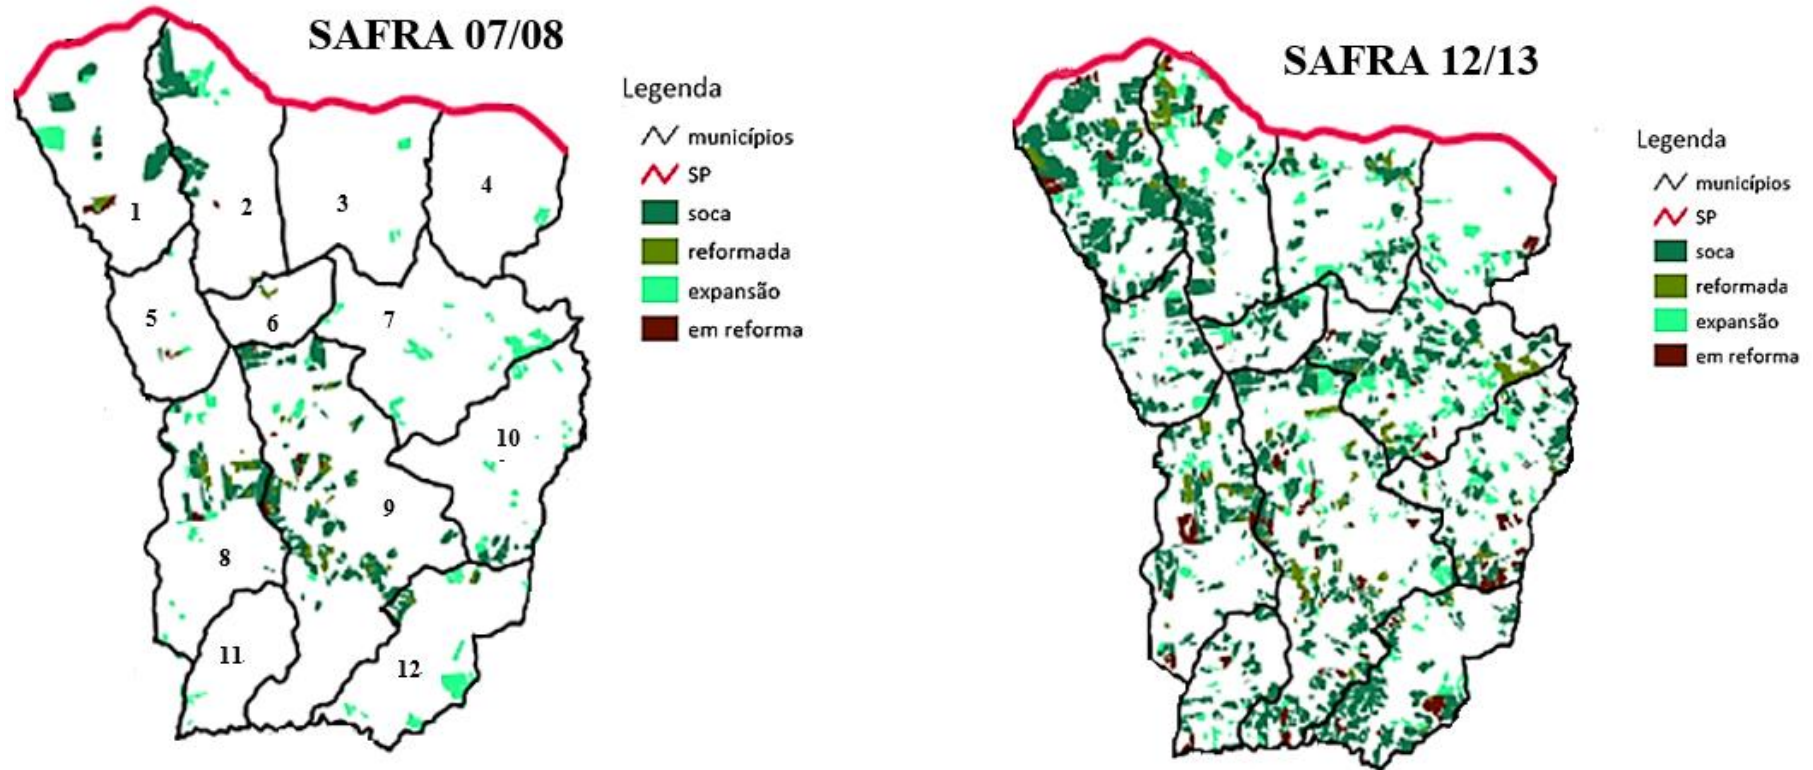 SAFRA 07/08
Legenda
municípios
SP
soca
reformada
expansão
em reforma
1
2
3
4
5
6
7
8
9
10
11
12
SAFRA 12/13
Legenda
municípios
SP
soca
reformada
expansão
em reforma